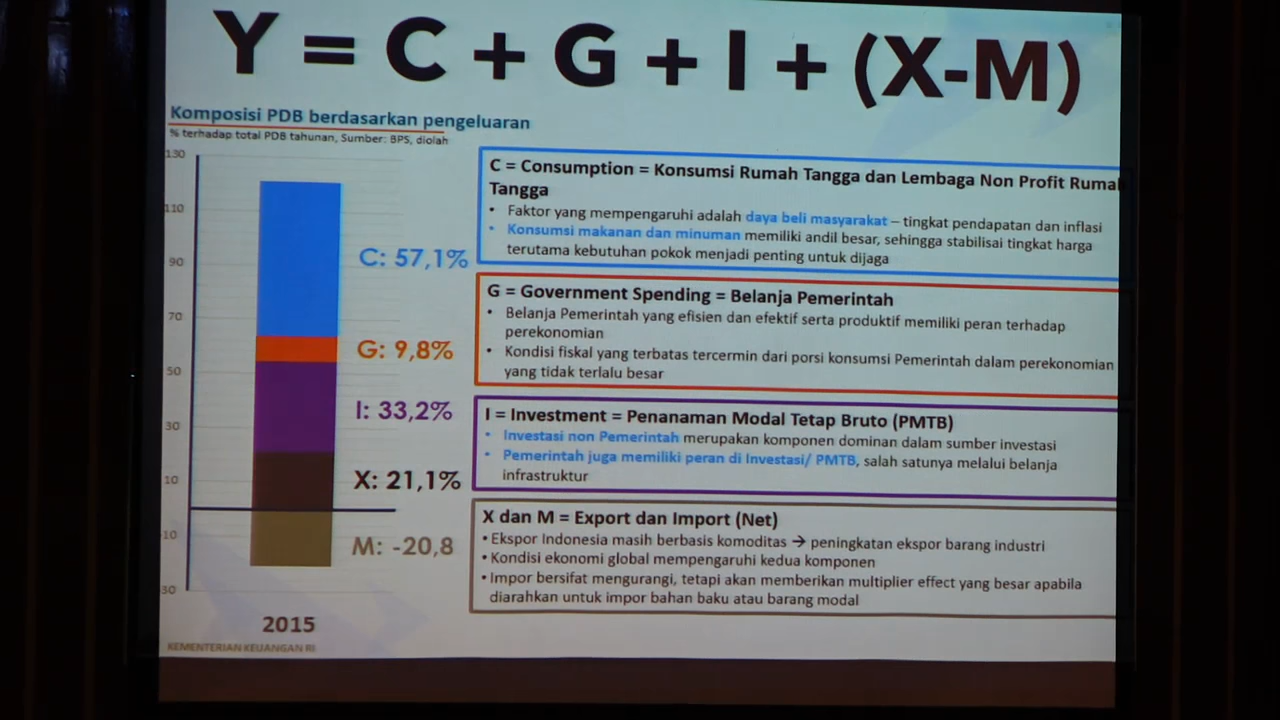 Y = C + G + I + (X-M)
Komposisi PDB berdasarkan pengeluaran
% terhadap total PDB tahunan, Sumber: BPS, diolah
130
110
90
70
50
30
10
10
30
C: 57,1%
G: 9,8%
I: 33,2%
X: 21,1%
M: -20,8
2015
KEMENTERIAN KEUANGAN RI
C = Consumption = Konsumsi Rumah Tangga dan Lembaga Non Profit Rumah
Tangga
• Faktor yang mempengaruhi adalah daya beli masyarakat – tingkat pendapatan dan inflasi
• Konsumsi makanan dan minuman memiliki andil besar, sehingga stabilisai tingkat harga
terutama kebutuhan pokok menjadi penting untuk dijaga
G = Government Spending = Belanja Pemerintah
• Belanja Pemerintah yang efisien dan efektif serta produktif memiliki peran terhadap
perekonomian
• Kondisi fiskal yang terbatas tercermin dari porsi konsumsi Pemerintah dalam perekonomian
yang tidak terlalu besar
I = Investment = Penanaman Modal Tetap Bruto (PMTB)
• Investasi non Pemerintah merupakan komponen dominan dalam sumber investasi
• Pemerintah juga memiliki peran di Investasi/ PMTB, salah satunya melalui belanja
infrastruktur
X dan M = Export dan Import (Net)
• Ekspor Indonesia masih berbasis komoditas → peningkatan ekspor barang industri
• Kondisi ekonomi global mempengaruhi kedua komponen
• Impor bersifat mengurangi, tetapi akan memberikan multiplier effect yang besar apabila
diarahkan untuk impor bahan baku atau barang modal